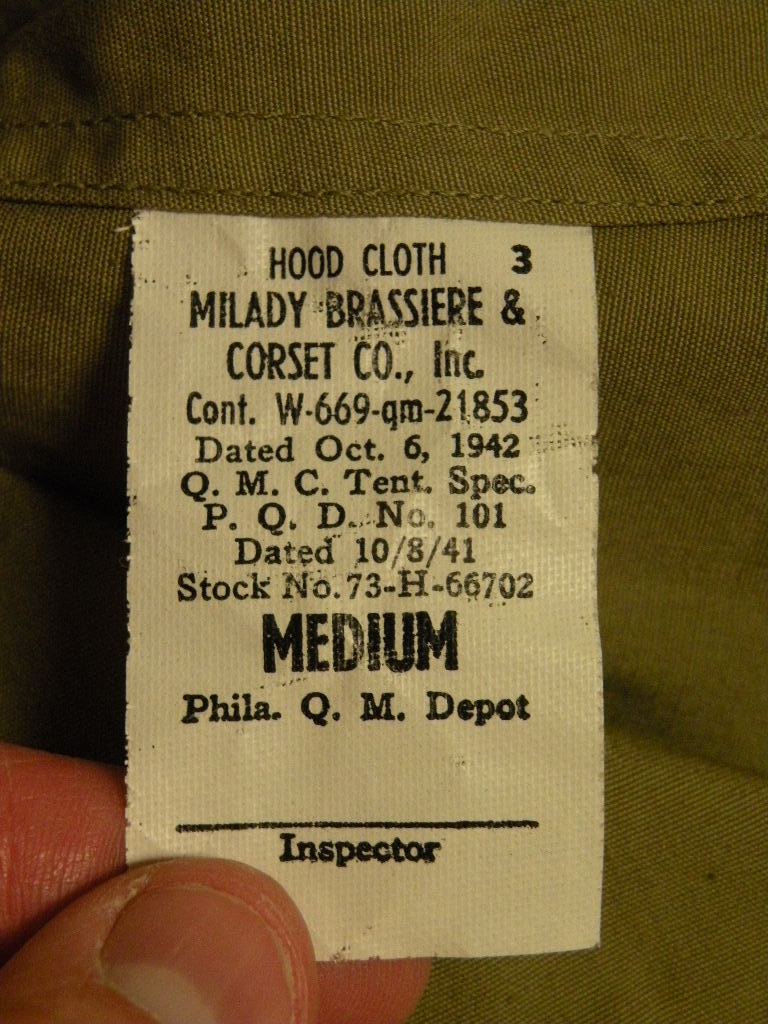 HOOD CLOTH 3
MILADY BRASSIERE &
CORSET CO., Inc.
Cont. W-669-qm-21853
Dated Oct. 6, 1942
Q. M. C. Tent. Spec.
P. Q. D. No. 101
Dated 10/8/41
Stock No. 73-H-66702
MEDIUM
Phila. Q. M. Depot
Inspector